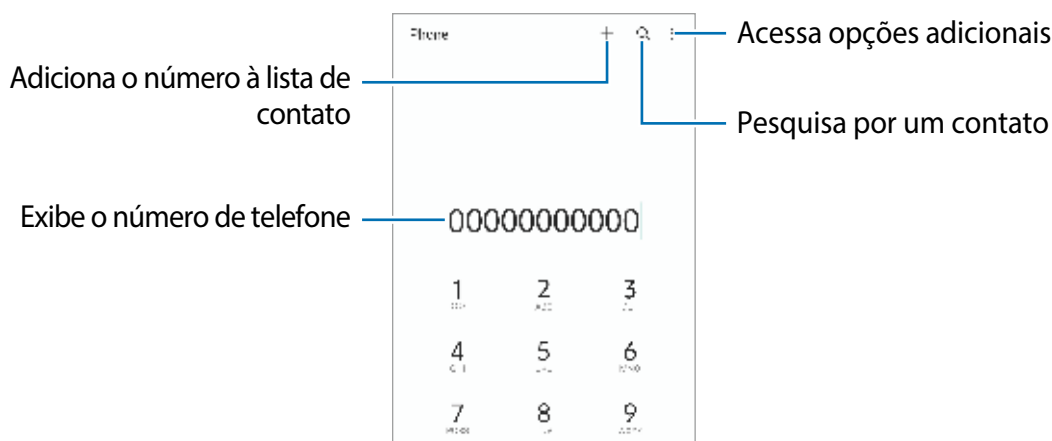 Phone
Acessa opções adicionais
Adiciona o número à lista de
contato
Pesquisa por um contato
Exibe o número de telefone
00000000000
1 2 3
4 5 6
7 8 9